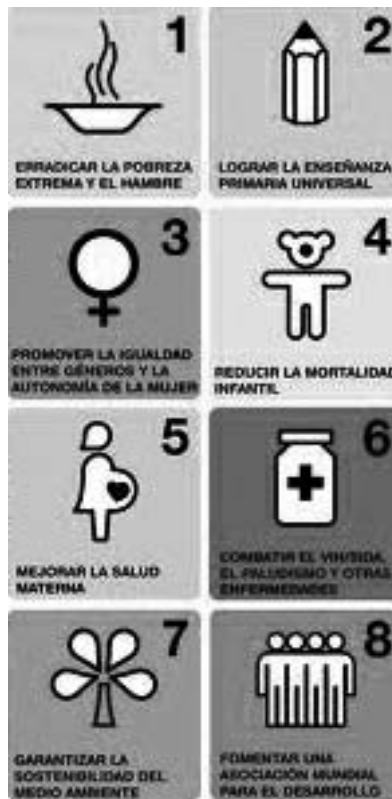 1
ERRADICAR LA POBREZA
EXTREMA Y EL HAMBRE
2
LOGRAR LA ENSEÑANZA
PRIMARIA UNIVERSAL
3
PROMOVER LA IGUALDAD
ENTRE GÉNEROS Y LA
AUTONOMÍA DE LA MUJER
4
REDUCIR LA MORTALIDAD
INFANTIL
5
MEJORAR LA SALUD
MATERNA
6
COMBATIR EL VIH/SIDA,
EL PALUDISMO Y OTRAS
ENFERMEDADES
7
GARANTIZAR LA
SOSTENIBILIDAD DEL
MEDIO AMBIENTE
8
FOMENTAR UNA
ASOCIACIÓN MUNDIAL
PARA EL DESARROLLO